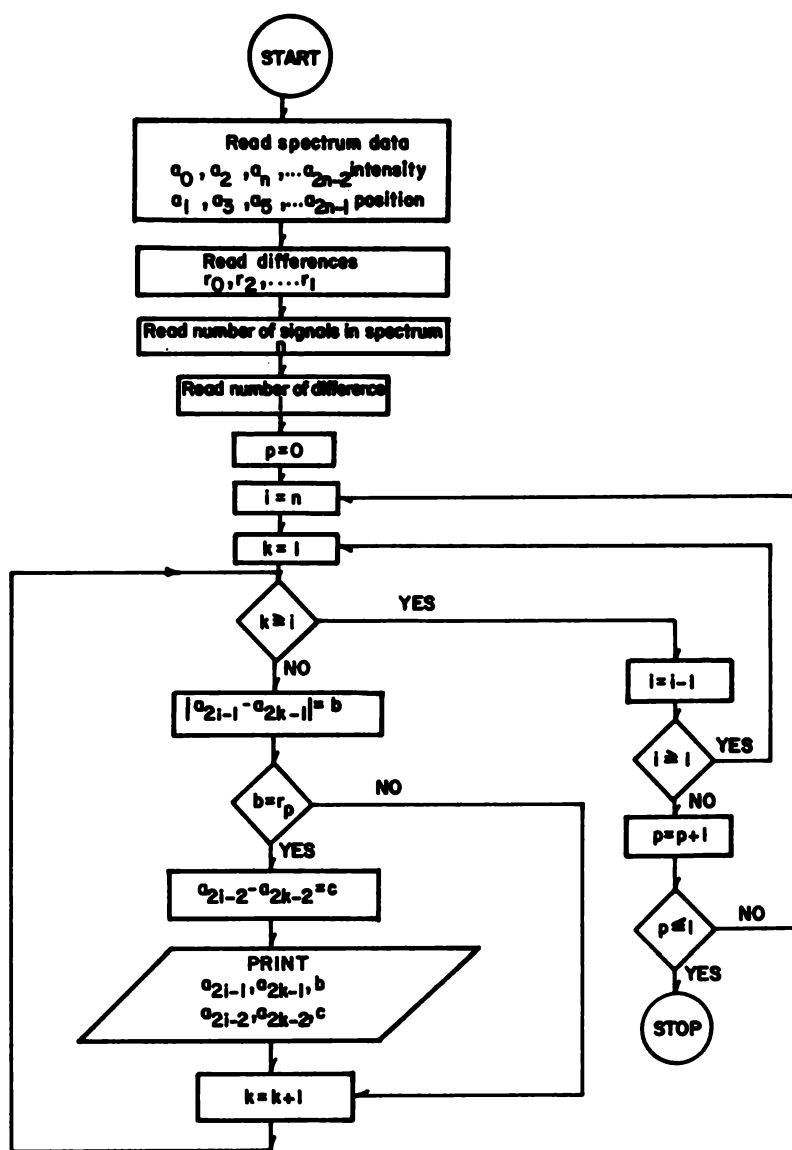 START
Read spectrum data
a₀ , a₂ , aₙ ,...a₂ₙ₋₂ intensity
a₁ , a₃ , a₅ ,...a₂ₙ₋₁ position
Read differences
r₀, r₂, ....r₁
Read number of signals in spectrum
n
Read number of difference
p=0
i = n
k = 1
k ≥ i
YES
NO
i=i-1
|a₂ᵢ₋₁-a₂ₖ₋₁|= b
i ≥ 1
YES
NO
b=rₚ
NO
YES
p=p+1
a₂ᵢ₋₂-a₂ₖ₋₂=c
p≤1
NO
YES
PRINT
a₂ᵢ₋₁,a₂ₖ₋₁,b
a₂ᵢ₋₂,a₂ₖ₋₂,c
STOP
k=k+1